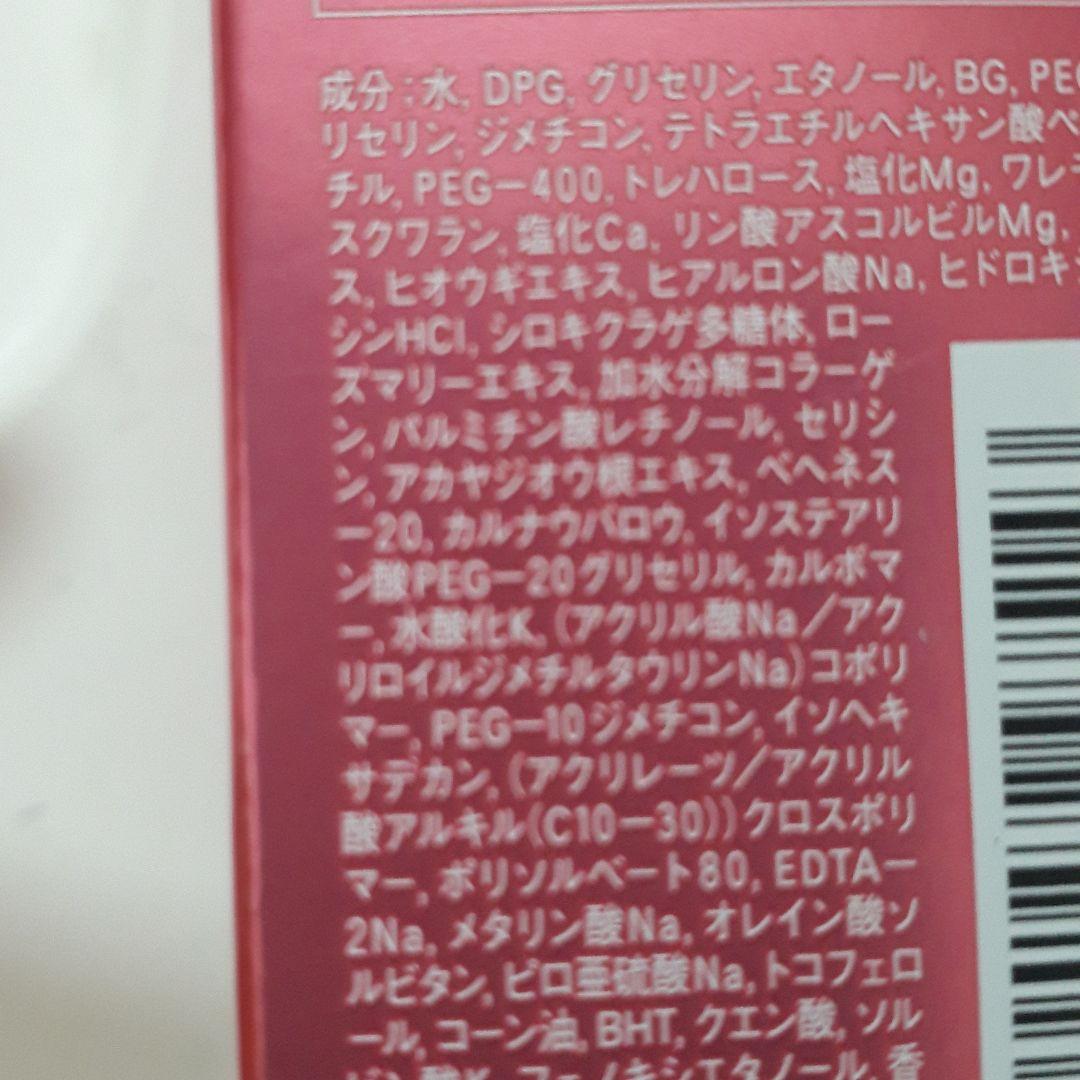 成分:水, DPG, グリセリン, エタノール, BG, PEG
リセリン, ジメチコン, テトラエチルヘキサン酸ペ
チル, PEG-400, トレハロース, 塩化Mg, ワレモ
スクワラン, 塩化Ca, リン酸アスコルビルMg,
ス, ヒオウギエキス, ヒアルロン酸Na, ヒドロキ
シンHCl, シロキクラゲ多糖体, ロー
ズマリーエキス, 加水分解コラーゲ
ン, パルミチン酸レチノール, セリシ
ン, アカヤジオウ根エキス, ベヘネス
-20, カルナウバロウ, イソステアリ
ン酸PEG-20グリセリル, カルボマ
ー, 水酸化K, (アクリル酸Na/アク
リロイルジメチルタウリンNa)コポリ
マー, PEG-10ジメチコン, イソヘキ
サデカン, (アクリレーツ/アクリル
酸アルキル(C10-30))クロスポリ
マー, ポリソルベート80, EDTA-
2Na, メタリン酸Na, オレイン酸ソ
ルビタン, ピロ亜硫酸Na, トコフェロ
ール, コーン油, BHT, クエン酸, ソル
ビン酸K, フェノキシエタノール, 香